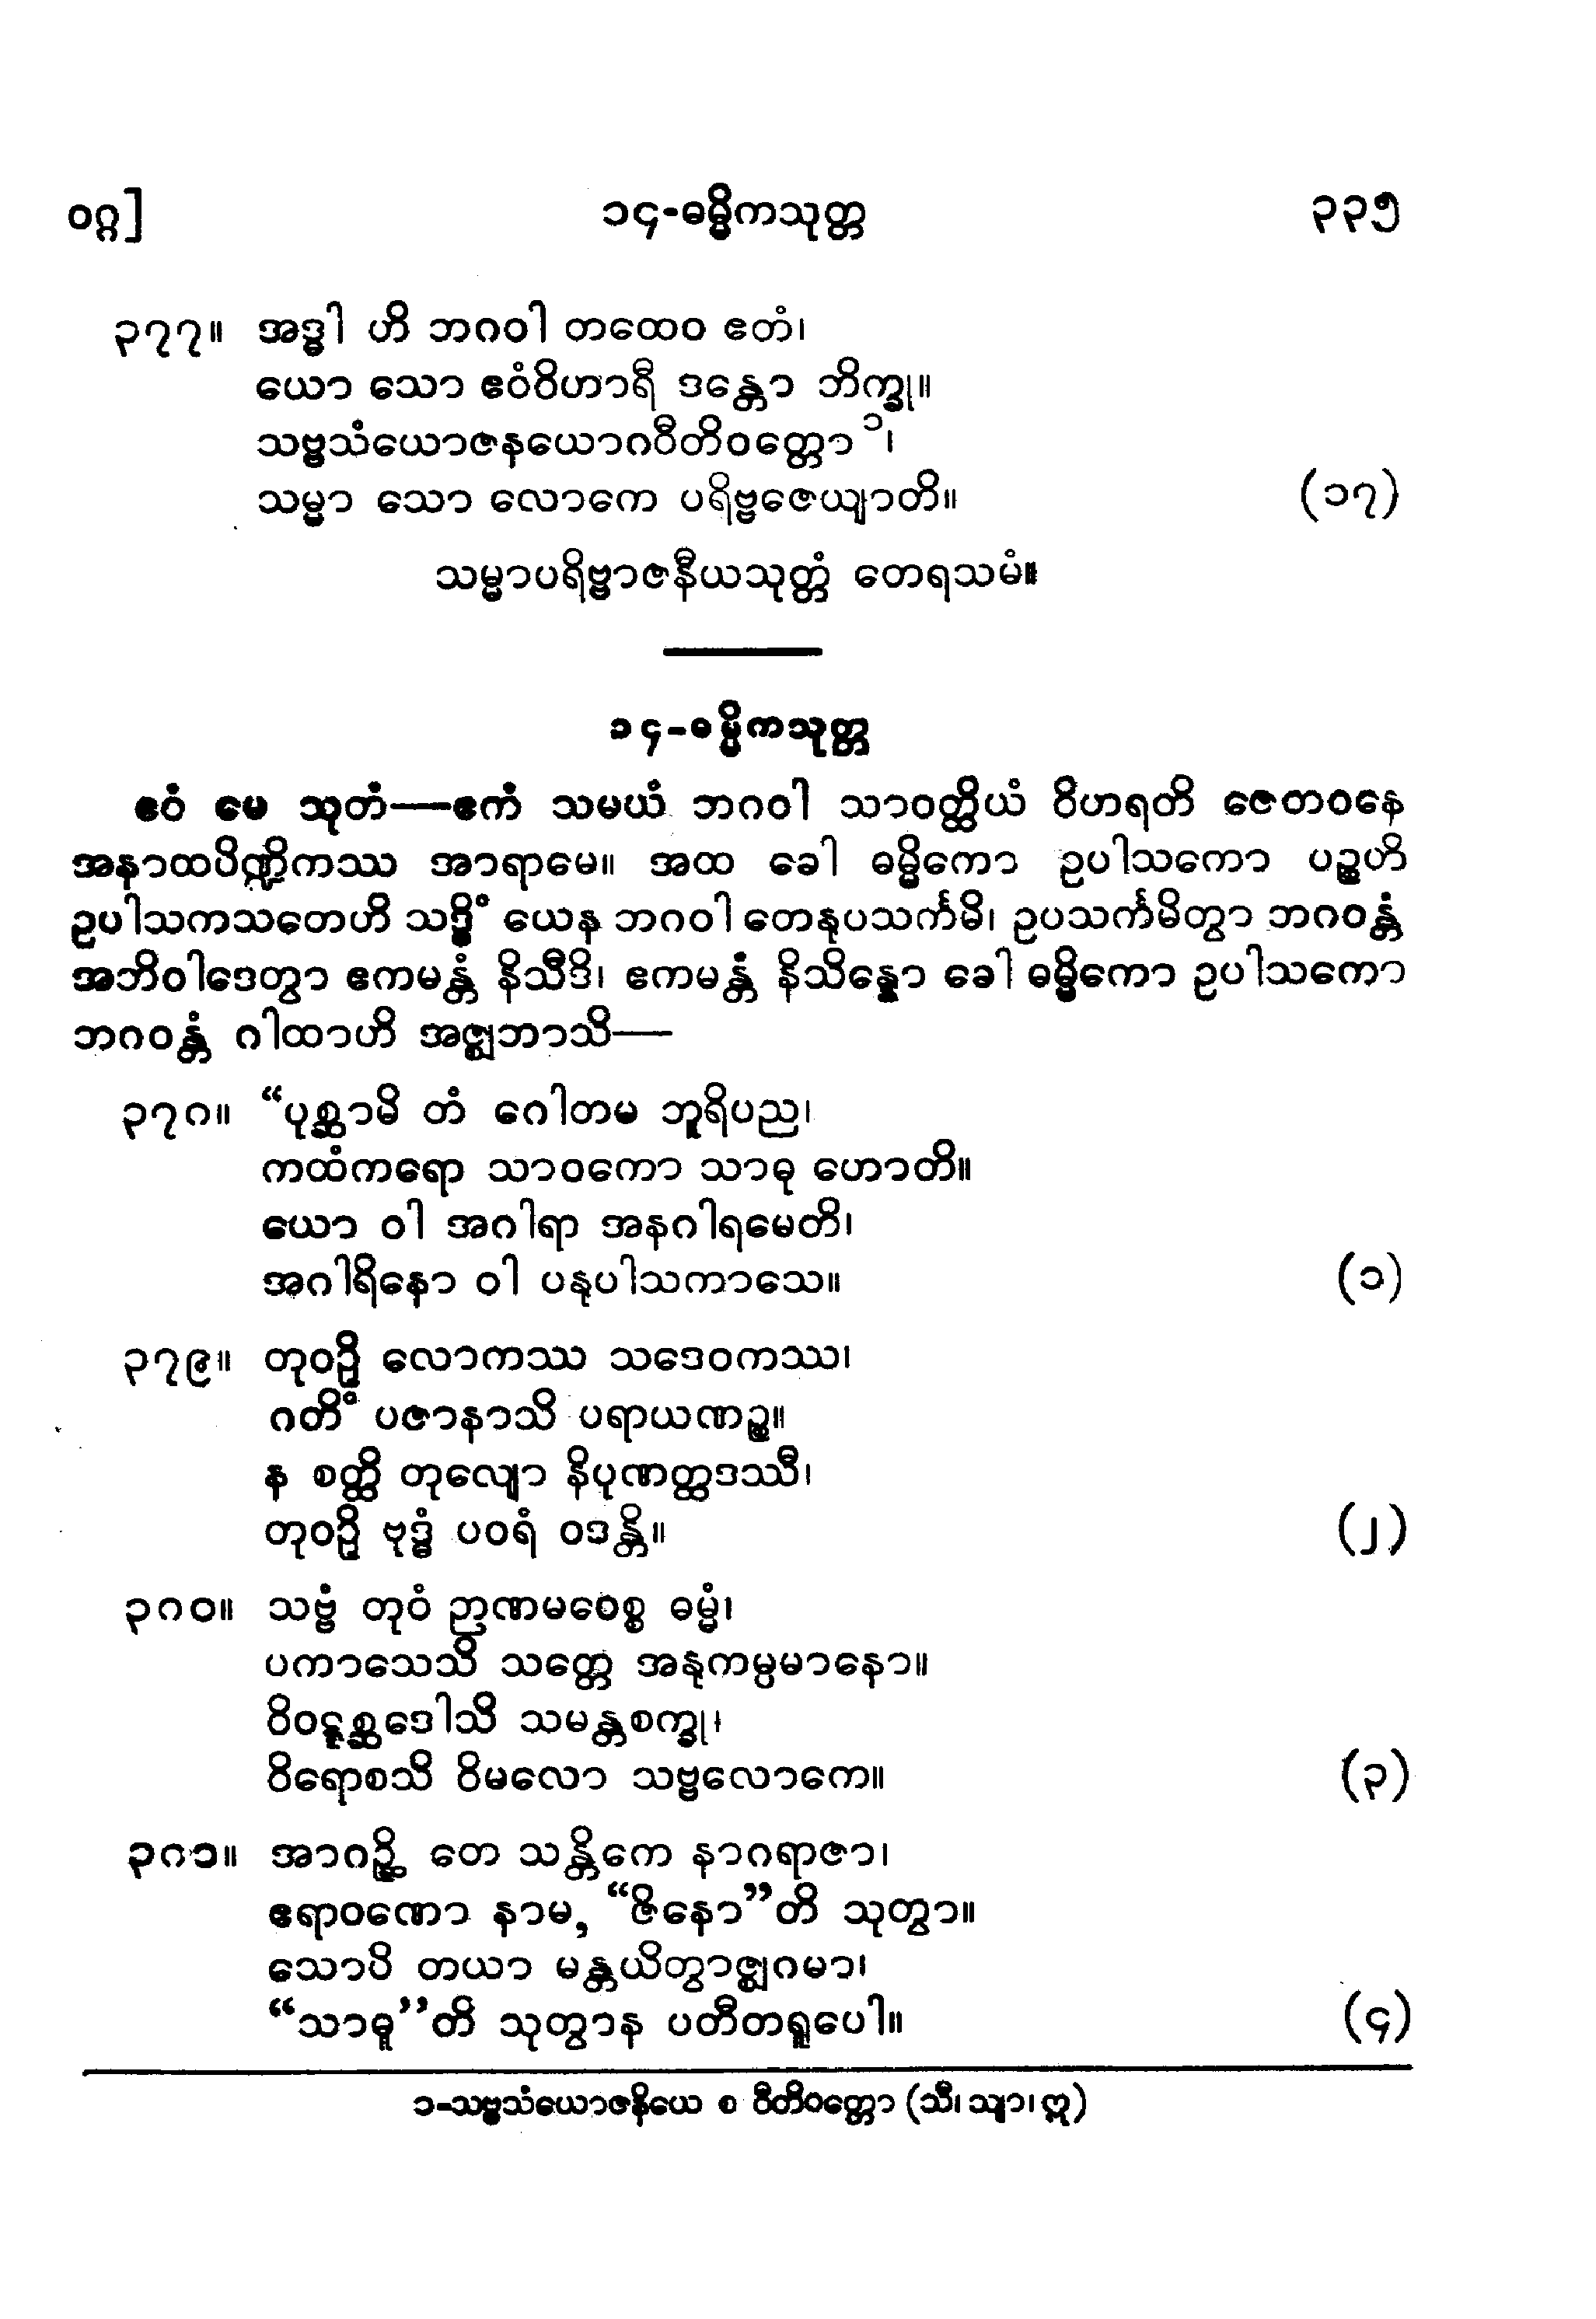 ဝဂ္ဂ]	၁၄-ဓမ္မိကသုတ္တ	၃၃၅
၃၇၇။ အဒ္ဓါ ဟိ ဘဂဝါ တထေဝ ဧတံ၊
ယော သော ဧဝံဝိဟာရီ ဒန္တော ဘိက္ခု။
သဗ္ဗသံယောဇနယောဂဝီတိဝတ္တော ၁၊
သမ္မာ သော လောကေ ပရိဗ္ဗဇေယျာတိ။ (၁၇)
သမ္မာပရိဗ္ဗာဇနီယသုတ္တံ တေရသမံ။
၁၄-ဓမ္မိကသုတ္တ
ဧဝံ မေ သုတံ—ဧကံ သမယံ ဘဂဝါ သာဝတ္ထိယံ ဝိဟရတိ ဇေတဝနေ
အနာထပိဏ္ဍိကဿ အာရာမေ။ အထ ခေါ ဓမ္မိကော ဥပါသကော ပဉ္စဟိ
ဥပါသကသတေဟိ သဒ္ဓိံ ယေန ဘဂဝါ တေနုပသင်္ကမိ၊ ဥပသင်္ကမိတွာ ဘဂဝန္တံ
အဘိဝါဒေတွာ ဧကမန္တံ နိသီဒိ၊ ဧကမန္တံ နိသိန္နော ခေါ ဓမ္မိကော ဥပါသကော
ဘဂဝန္တံ ဂါထာဟိ အဇ္ဈဘာသိ—
၃၇၈။ “ပုစ္ဆာမိ တံ ဂေါတမ ဘူရိပည၊
ကထံကရော သာဝကော သာဓု ဟောတိ။
ယော ဝါ အဂါရာ အနဂါရမေတိ၊
အဂါရိနော ဝါ ပနုပါသကာသေ။ (၁)
၃၇၉။ တုဝဉှိ လောကဿ သဒေဝကဿ၊
ဂတိံ ပဇာနာသိ ပရာယဏဉ္စ။
န စတ္ထိ တုလျော နိပုဏတ္ထဒဿီ၊
တုဝဉှိ ဗုဒ္ဓံ ပဝရံ ဝဒန္တိ။ (၂)
၃၈၀။ သဗ္ဗံ တုဝံ ဉာဏမဝေစ္စ ဓမ္မံ၊
ပကာသေသိ သတ္တေ အနုကမ္ပမာနော။
ဝိဝဋ္ဋစ္ဆဒေါသိ သမန္တစက္ခု၊
ဝိရောစသိ ဝိမလော သဗ္ဗလောကေ။ (၃)
၃၈၁။ အာဂဉ္ဆိ တေ သန္တိကေ နာဂရာဇာ၊
ဧရာဝဏော နာမ, “ဇိနော”တိ သုတွာ။
သောပိ တယာ မန္တယိတွာဇ္ဈဂမာ၊
“သာဓူ”တိ သုတွာန ပတီတရူပေါ။ (၄)
၁-သဗ္ဗသံယောဇနိယေ စ ဝီတိဝတ္တော (သီ၊ သျာ၊ ဣ)